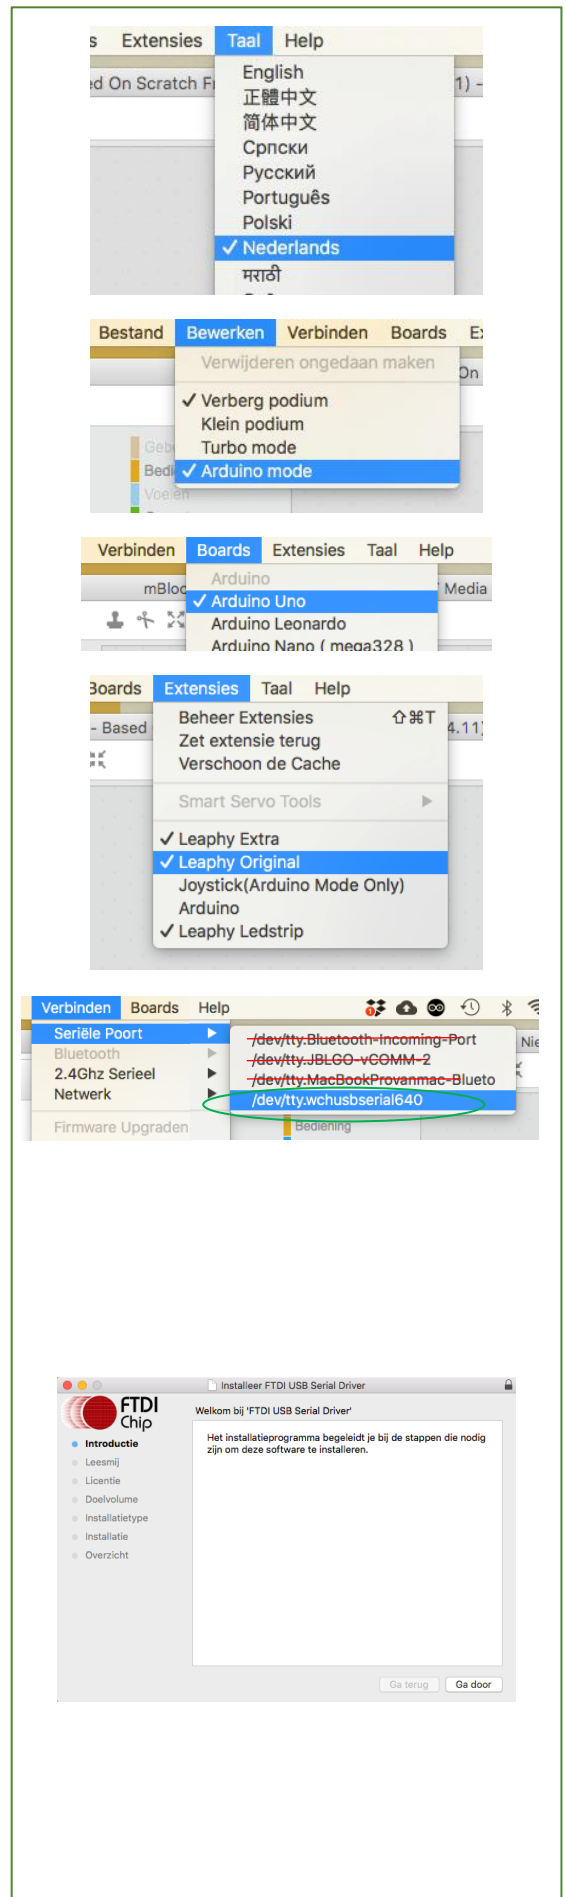 s Extensies Taal Help
ed On Scratch
1) -
English
正體中文
简体中文
Српски
Русский
Português
Polski
✓ Nederlands
मराठी
Bestand Bewerken Verbinden Boards
Verwijderen ongedaan maken
On
✓ Verberg podium
Klein podium
Turbo mode
✓ Arduino mode
Voelen
Verbinden Boards Extensies Taal Help
Arduino
Media
✓ Arduino Uno
Arduino Leonardo
Arduino Nano ( mega328 )
Boards Extensies Taal Help
- Based
4.11)
Beheer Extensies ⇧⌘T
Zet extensie terug
Verschoon de Cache
Smart Servo Tools ▶
✓ Leaphy Extra
✓ Leaphy Original
Joystick(Arduino Mode Only)
Arduino
✓ Leaphy Ledstrip
Verbinden Boards Help
Seriële Poort ▶ /dev/tty.Bluetooth-Incoming-Port
Bluetooth ▶ /dev/tty.JBLGO-vCOMM-2
2.4Ghz Serieel ▶ /dev/tty.MacBookProvanmac-Blueto
Netwerk ▶ /dev/tty.wchusbserial640
Firmware Upgraden
Bediening
Installeer FTDI USB Serial Driver
FTDI
Chip
Welkom bij 'FTDI USB Serial Driver'
Introductie
Leesmij
Licentie
Doelvolume
Installatietype
Installatie
Overzicht
Het installatieprogramma begeleidt je bij de stappen die nodig
zijn om deze software te installeren.
Ga terug Ga door